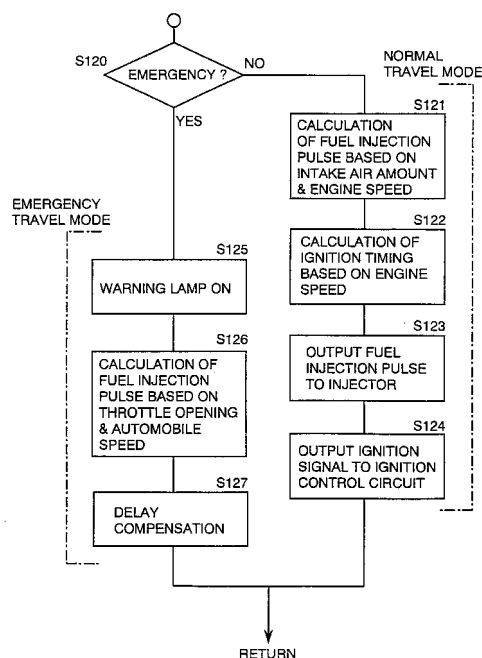 S120
EMERGENCY ?
NO
YES
NORMAL
TRAVEL MODE
S121
CALCULATION
OF FUEL INJECTION
PULSE BASED ON
INTAKE AIR AMOUNT
& ENGINE SPEED
S122
CALCULATION OF
IGNITION TIMING
BASED ON ENGINE
SPEED
S123
OUTPUT FUEL
INJECTION PULSE
TO INJECTOR
S124
OUTPUT IGNITION
SIGNAL TO IGNITION
CONTROL CIRCUIT
EMERGENCY
TRAVEL MODE
S125
WARNING LAMP ON
S126
CALCULATION OF
FUEL INJECTION
PULSE BASED ON
THROTTLE OPENING
& AUTOMOBILE
SPEED
S127
DELAY
COMPENSATION
RETURN